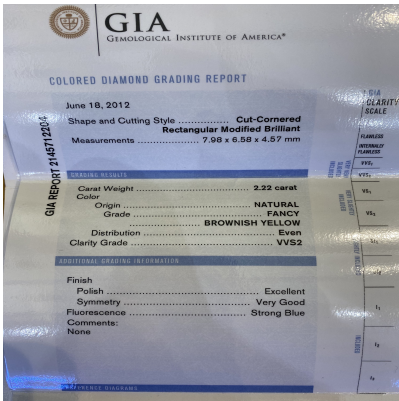 GIA
GEMOLOGICAL INSTITUTE OF AMERICA®
COLORED DIAMOND GRADING REPORT
GIA REPORT 2145712204
June 18, 2012
Shape and Cutting Style .................. Cut-Cornered
Rectangular Modified Brilliant
Measurements ................ 7.98 x 6.58 x 4.57 mm
GRADING RESULTS
Carat Weight .............................. 2.22 carat
Color
Origin .............................. NATURAL
Grade .............................. FANCY
.............................. BROWNISH YELLOW
Distribution .............................. Even
Clarity Grade .............................. VVS2
ADDITIONAL GRADING INFORMATION
Finish
Polish .............................. Excellent
Symmetry .............................. Very Good
Fluorescence .............................. Strong Blue
Comments:
None
REFERENCE DIAGRAMS
GIA
CLARITY
SCALE
FLAWLESS
INTERNALLY
FLAWLESS
VVS₁
VVS₂
VS₁
VS₂
SI₁
I₁
I₂
I₃